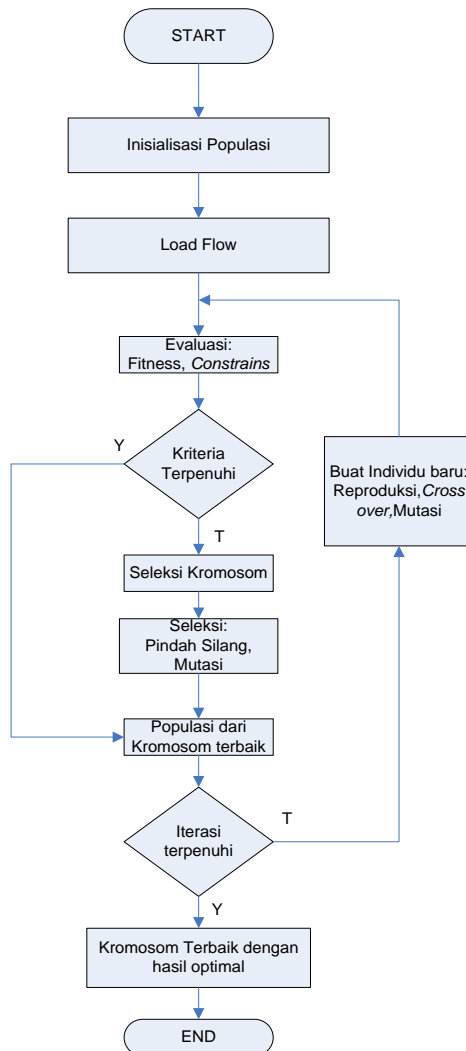 START
Inisialisasi Populasi
Load Flow
Evaluasi:
Fitness, Constrains
Y
Kriteria
Terpenuhi
T
Buat Individu baru:
Reproduksi,Cross
over,Mutasi
Seleksi Kromosom
Seleksi:
Pindah Silang,
Mutasi
Populasi dari
Kromosom terbaik
Iterasi
terpenuhi
T
Y
Kromosom Terbaik dengan
hasil optimal
END